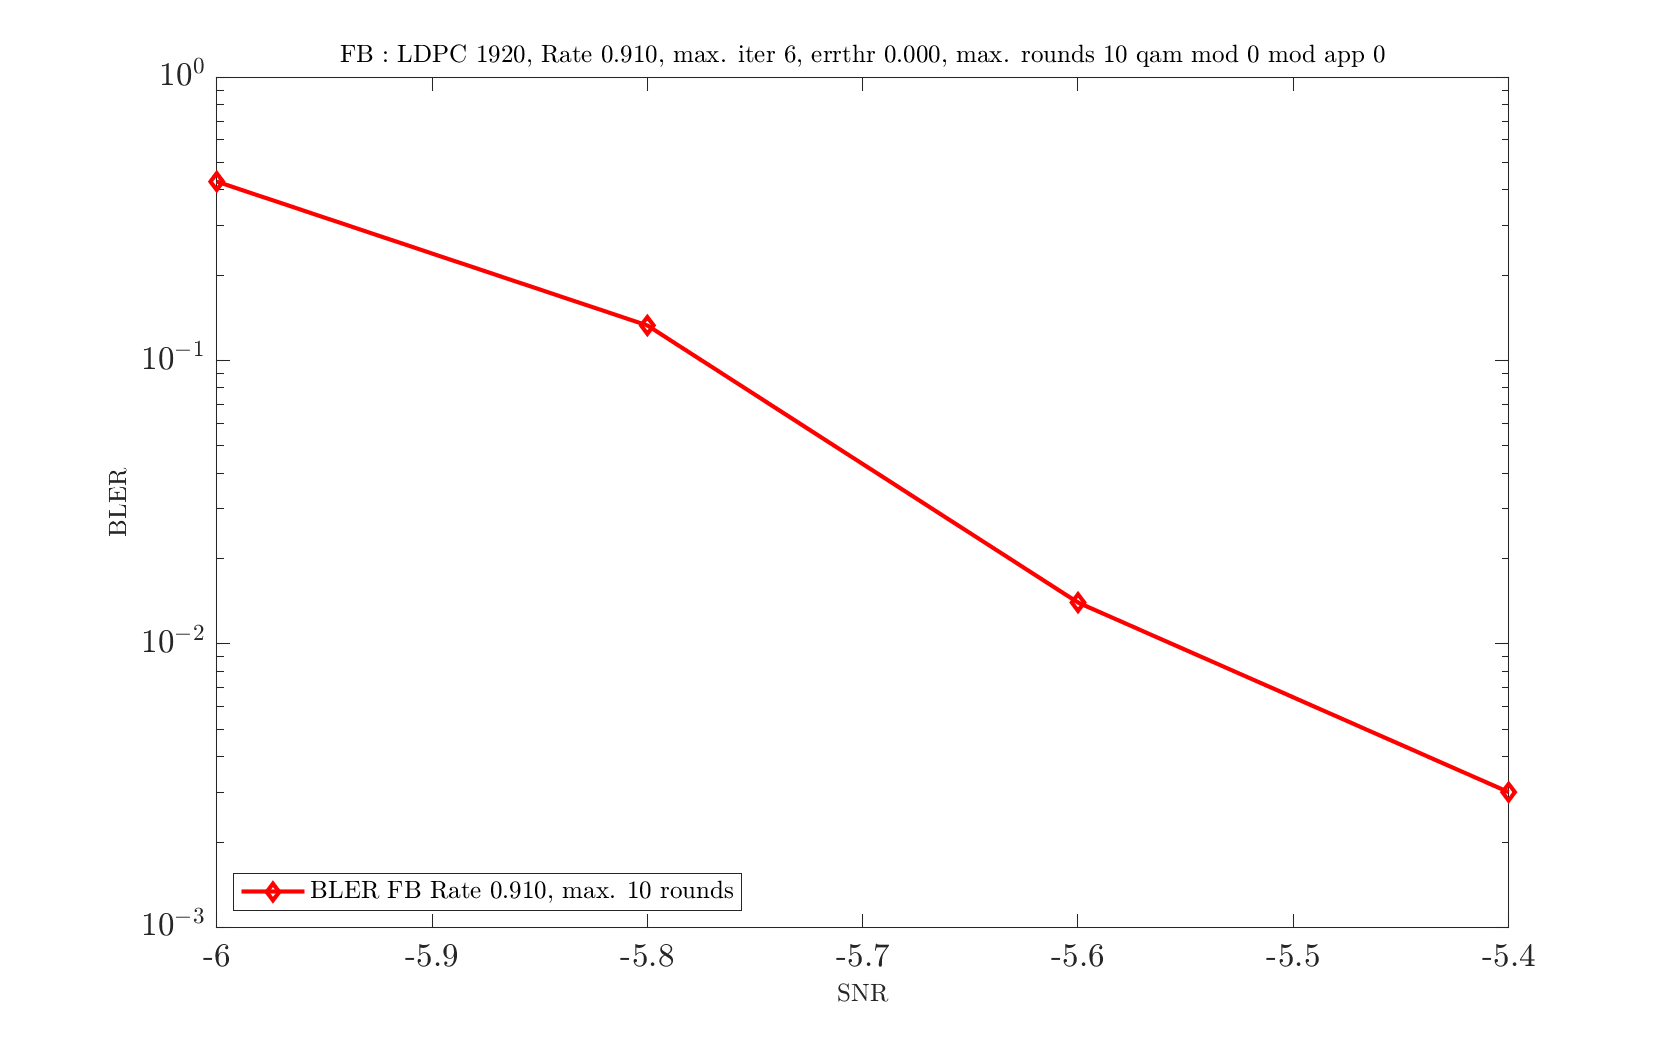 FB : LDPC 1920, Rate 0.910, max. iter 6, errthr 0.000, max. rounds 10 qam mod 0 mod app 0
10^0
10^-1
10^-2
10^-3
BLER
BLER FB Rate 0.910, max. 10 rounds
-6 -5.9 -5.8 -5.7 -5.6 -5.5 -5.4
SNR